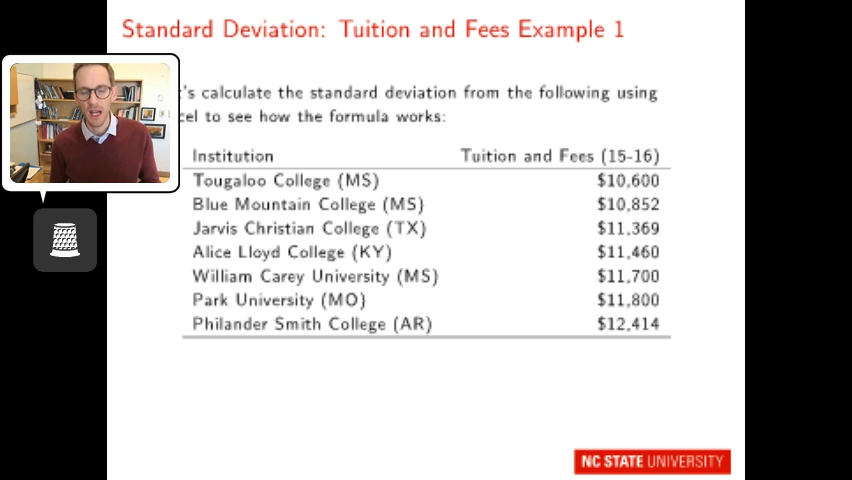 Standard Deviation: Tuition and Fees Example 1
's calculate the standard deviation from the following using
cel to see how the formula works:
Institution Tuition and Fees (15-16)
Tougaloo College (MS) $10,600
Blue Mountain College (MS) $10,852
Jarvis Christian College (TX) $11,369
Alice Lloyd College (KY) $11,460
William Carey University (MS) $11,700
Park University (MO) $11,800
Philander Smith College (AR) $12,414
NC STATE UNIVERSITY